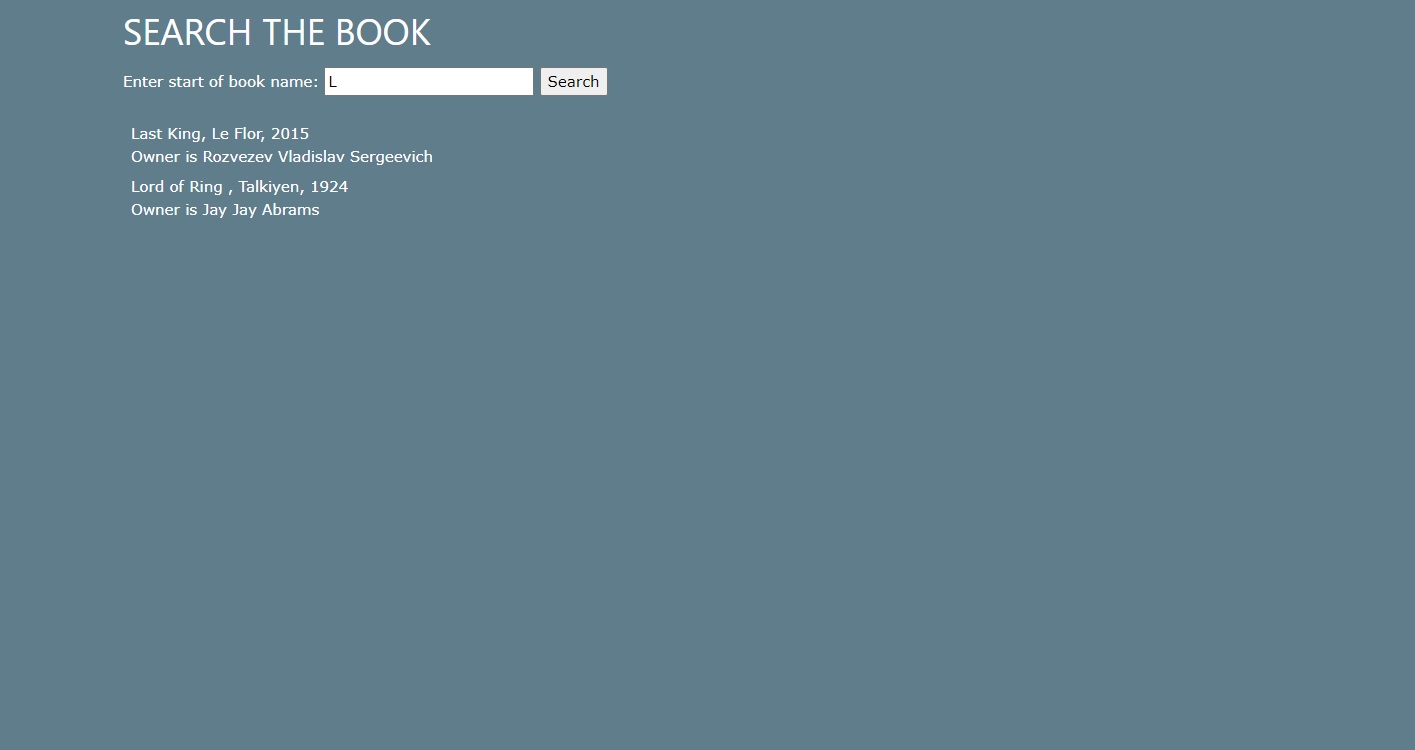 SEARCH THE BOOK
Enter start of book name: L Search
Last King, Le Flor, 2015
Owner is Rozvezev Vladislav Sergeevich
Lord of Ring , Talkiyen, 1924
Owner is Jay Jay Abrams